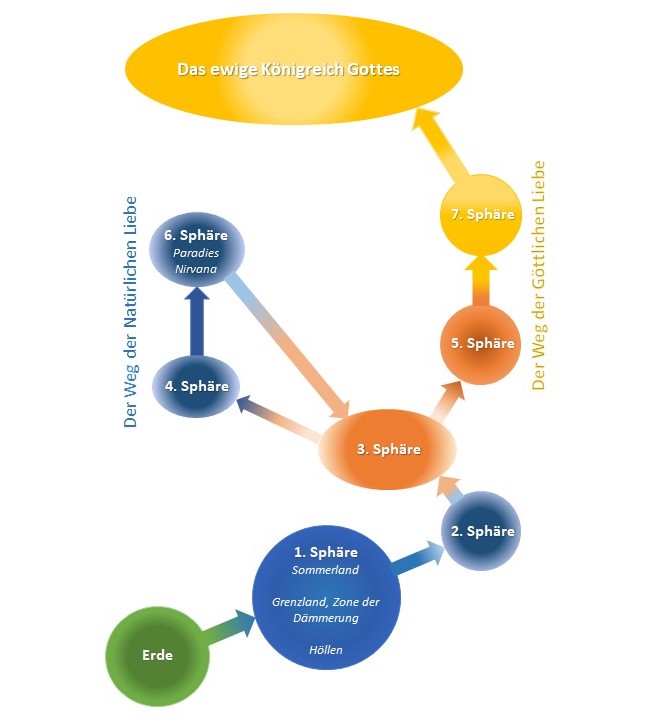 Das ewige Königreich Gottes
7. Sphäre
Der Weg der Göttlichen Liebe
Der Weg der Natürlichen Liebe
6. Sphäre
Paradies
Nirvana
5. Sphäre
4. Sphäre
3. Sphäre
2. Sphäre
1. Sphäre
Sommerland
Grenzland, Zone der
Dämmerung
Höllen
Erde